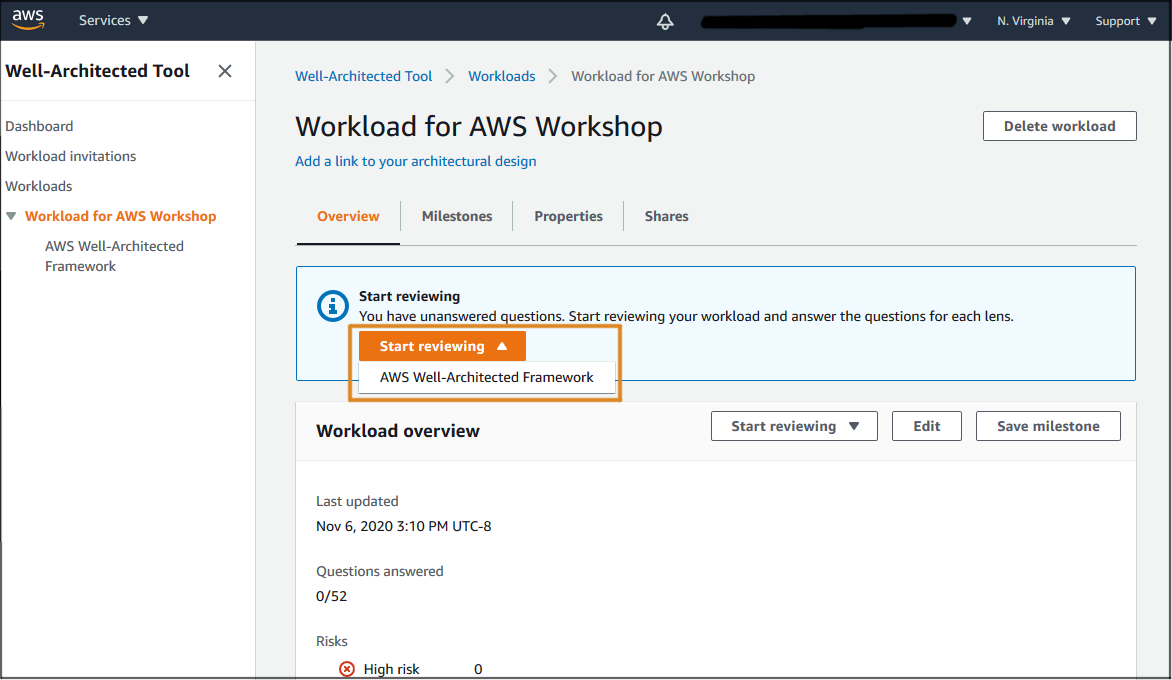 aws
Services
N. Virginia
Support
Well-Architected Tool
Dashboard
Workload invitations
Workloads
Workload for AWS Workshop
AWS Well-Architected
Framework
Well-Architected Tool > Workloads > Workload for AWS Workshop
Workload for AWS Workshop
Delete workload
Add a link to your architectural design
Overview
Milestones
Properties
Shares
Start reviewing
You have unanswered questions. Start reviewing your workload and answer the questions for each lens.
Start reviewing
AWS Well-Architected Framework
Workload overview
Start reviewing
Edit
Save milestone
Last updated
Nov 6, 2020 3:10 PM UTC-8
Questions answered
0/52
Risks
High risk 0